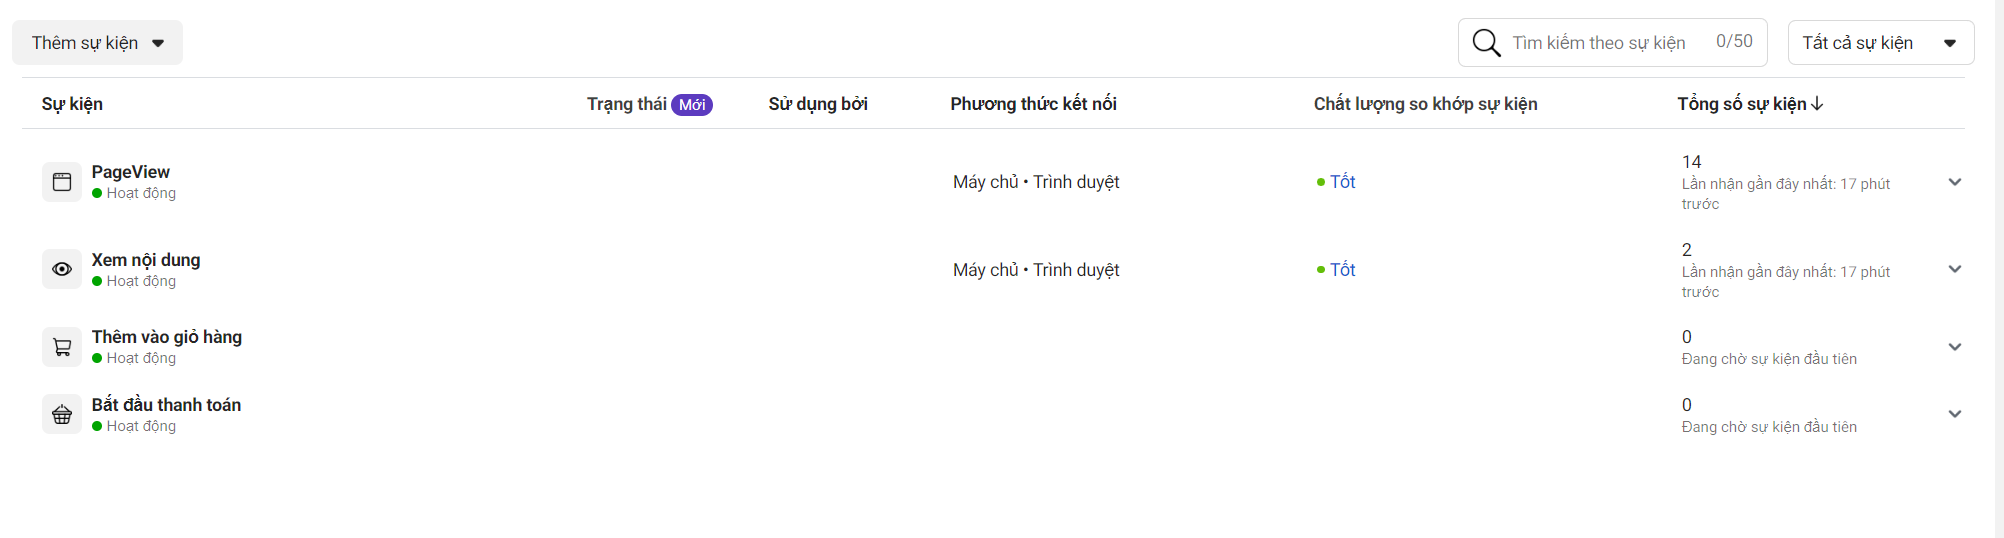 Thêm sự kiện
Tìm kiếm theo sự kiện 0/50
Tất cả sự kiện
Sự kiện Trạng thái Mới Sử dụng bởi Phương thức kết nối Chất lượng so khớp sự kiện Tổng số sự kiện
PageView
Hoạt động
Máy chủ • Trình duyệt
Tốt
14
Lần nhận gần đây nhất: 17 phút
trước
Xem nội dung
Hoạt động
Máy chủ • Trình duyệt
Tốt
2
Lần nhận gần đây nhất: 17 phút
trước
Thêm vào giỏ hàng
Hoạt động
0
Đang chờ sự kiện đầu tiên
Bắt đầu thanh toán
Hoạt động
0
Đang chờ sự kiện đầu tiên